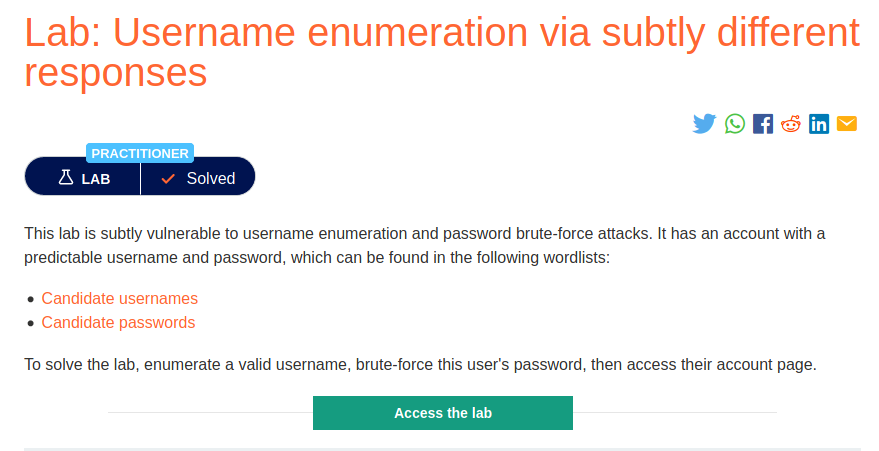 Lab: Username enumeration via subtly different
responses
PRACTITIONER
LAB Solved
This lab is subtly vulnerable to username enumeration and password brute-force attacks. It has an account with a
predictable username and password, which can be found in the following wordlists:
• Candidate usernames
• Candidate passwords
To solve the lab, enumerate a valid username, brute-force this user's password, then access their account page.
Access the lab